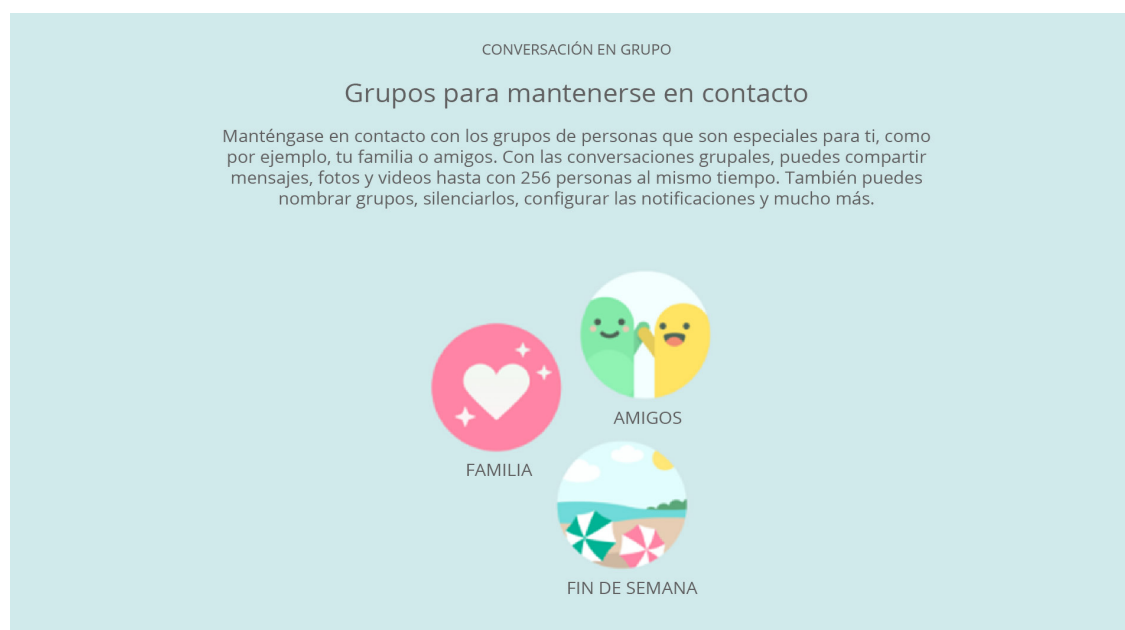 CONVERSACIÓN EN GRUPO
Grupos para mantenerse en contacto
Manténgase en contacto con los grupos de personas que son especiales para ti, como
por ejemplo, tu familia o amigos. Con las conversaciones grupales, puedes compartir
mensajes, fotos y videos hasta con 256 personas al mismo tiempo. También puedes
nombrar grupos, silenciarlos, configurar las notificaciones y mucho más.
AMIGOS
FAMILIA
FIN DE SEMANA